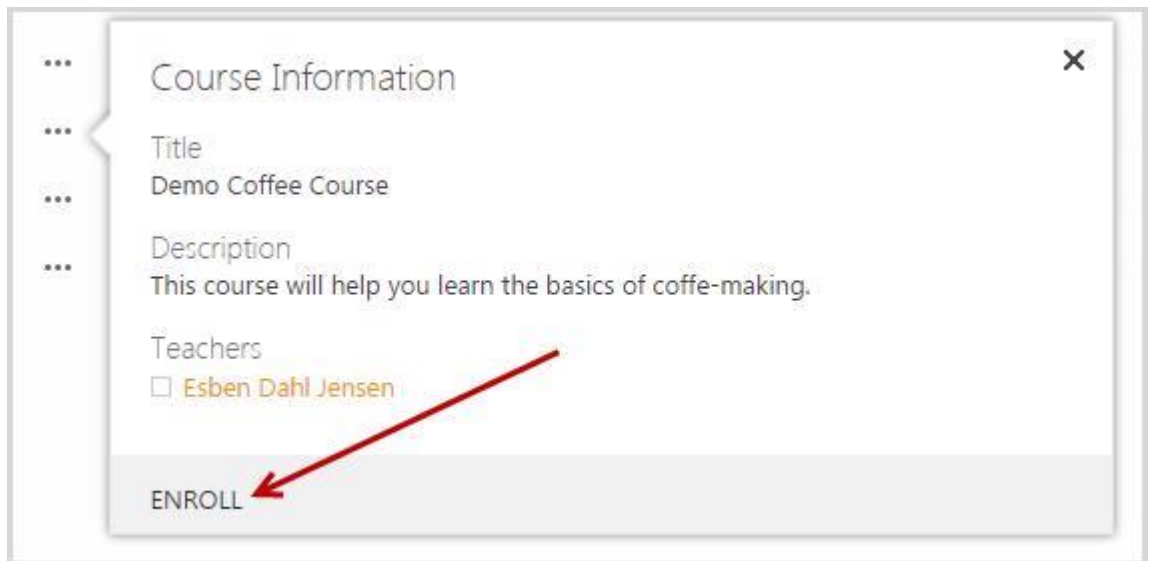 Course Information
Title
Demo Coffee Course
Description
This course will help you learn the basics of coffe-making.
Teachers
Esben Dahl Jensen
ENROLL